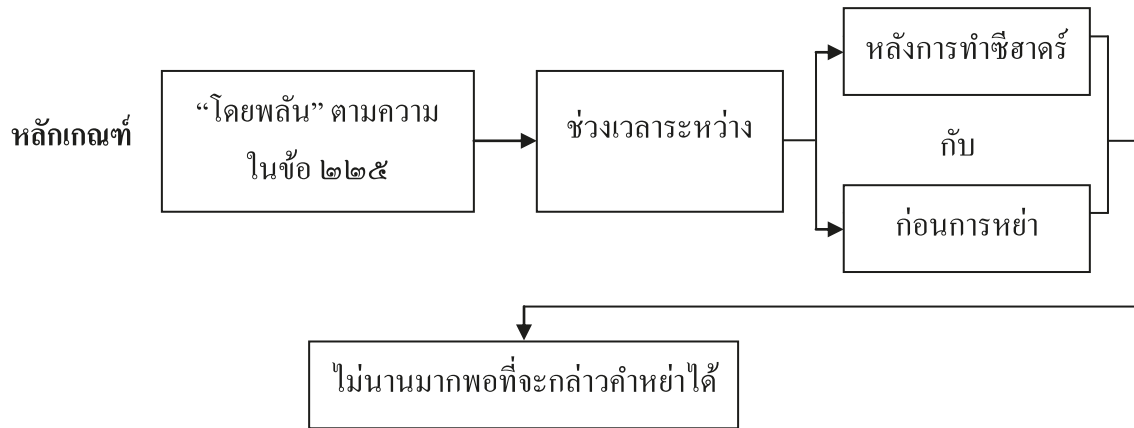 หลักเกณฑ์
“โดยพลัน” ตามความ
ในข้อ ๒๒๕
ช่วงเวลาระหว่าง
หลังการทำซีฮาดร์
กับ
ก่อนการหย่า
ไม่นานมากพอที่จะกล่าวคำหย่าได้